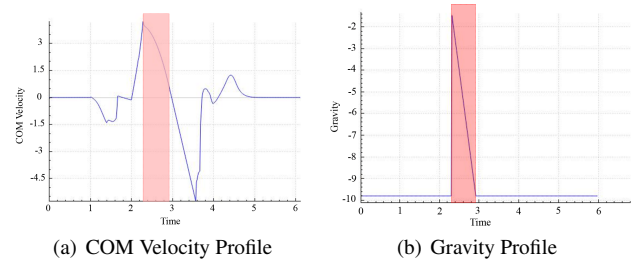 3
1.5
0
-1.5
-3
-4.5
COM Velocity
0 1 2 3 4 5 6
Time
(a) COM Velocity Profile
-2
-3
-4
-5
-6
-7
-8
-9
-10
Gravity
0 1 2 3 4 5 6
Time
(b) Gravity Profile